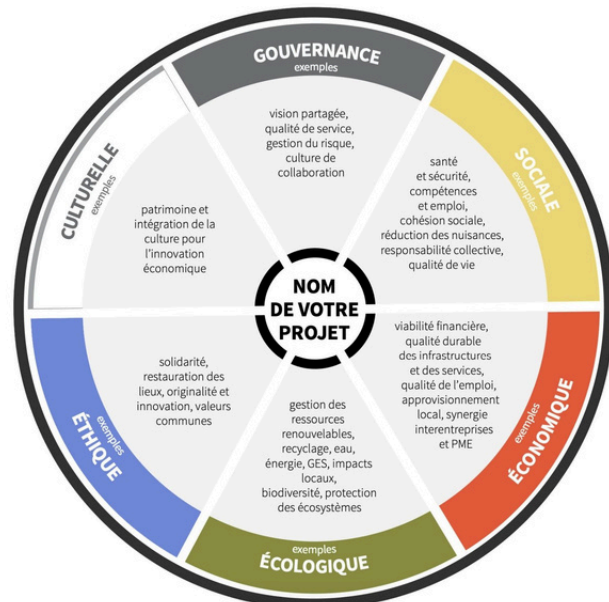 GOUVERNANCE
exemples
vision partagée,
qualité de service,
gestion du risque,
culture de
collaboration
SOCIALE
exemples
santé
et sécurité,
compétences
et emploi,
cohésion sociale,
réduction des nuisances,
responsabilité collective,
qualité de vie
ÉCONOMIQUE
exemples
viabilité financière,
qualité durable
des infrastructures
et des services,
qualité de l'emploi,
approvisionnement
local, synergie
interentreprises
et PME
exemples
ÉCOLOGIQUE
gestion des
ressources
renouvelables,
recyclage, eau,
énergie, GES, impacts
locaux,
biodiversité, protection
des écosystèmes
ÉTHIQUE
exemples
solidarité,
restauration des
lieux, originalité et
innovation, valeurs
communes
CULTURELLE
exemples
patrimoine et
intégration de la
culture pour
l'innovation
économique
NOM
DE VOTRE
PROJET